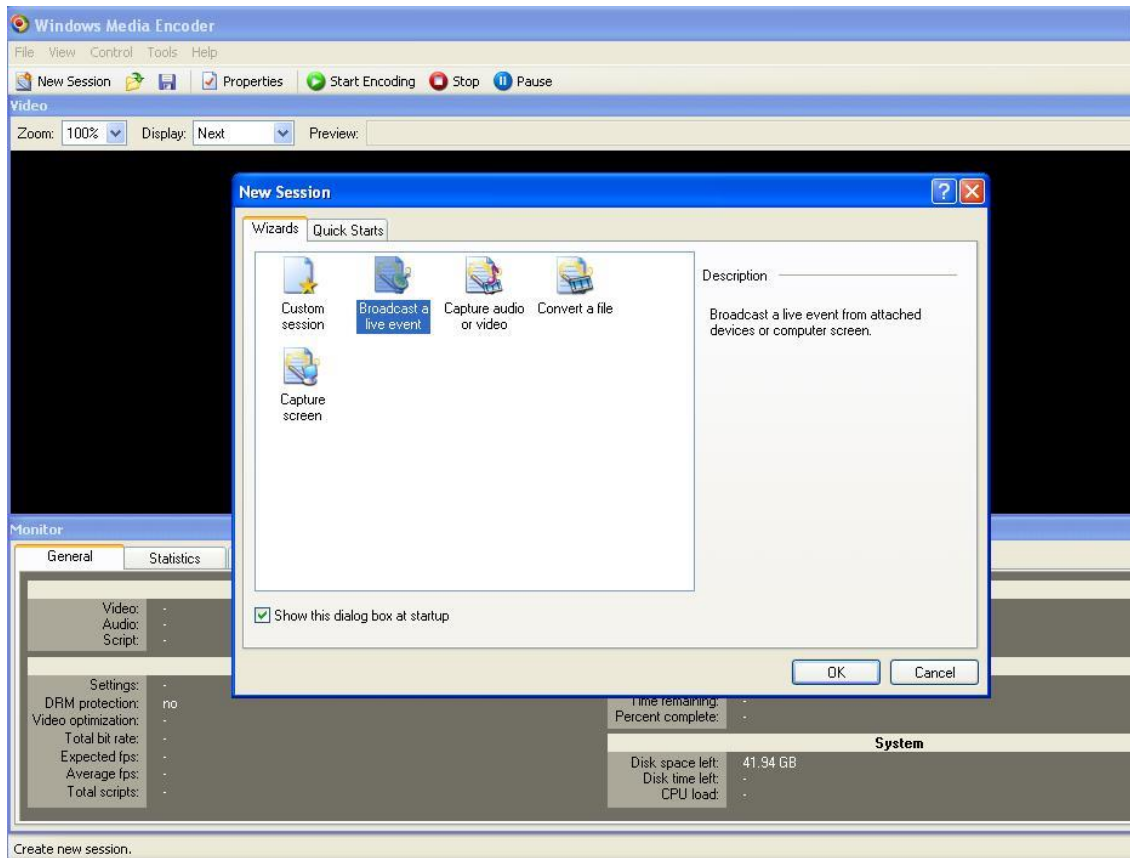 Windows Media Encoder
File View Control Tools Help
New Session Properties Start Encoding Stop Pause
Video
Zoom: 100% Display: Next Preview:
New Session
Wizards Quick Starts
Custom session
Broadcast a live event
Capture audio or video
Convert a file
Capture screen
Description
Broadcast a live event from attached
devices or computer screen.
Show this dialog box at startup
OK Cancel
Monitor
General Statistics
Video: -
Audio: -
Script: -
Settings: -
DRM protection: no
Video optimization: -
Total bit rate: -
Expected fps: -
Average fps: -
Total scripts: -
Time remaining: -
Percent complete: -
System
Disk space left: 41.94 GB
Disk time left: -
CPU load: -
Create new session.